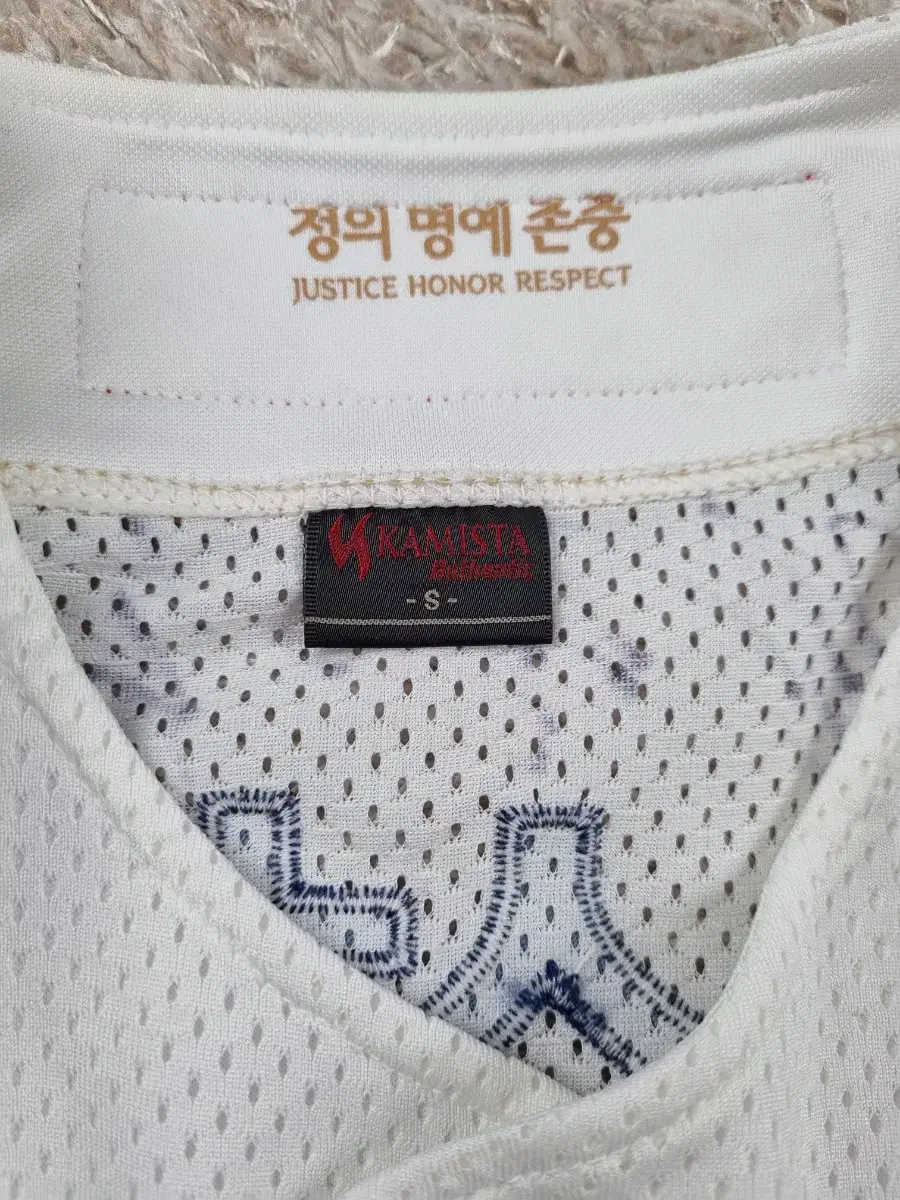 정의 명예 존중
JUSTICE HONOR RESPECT
KAMISTA
Authentic
- S -